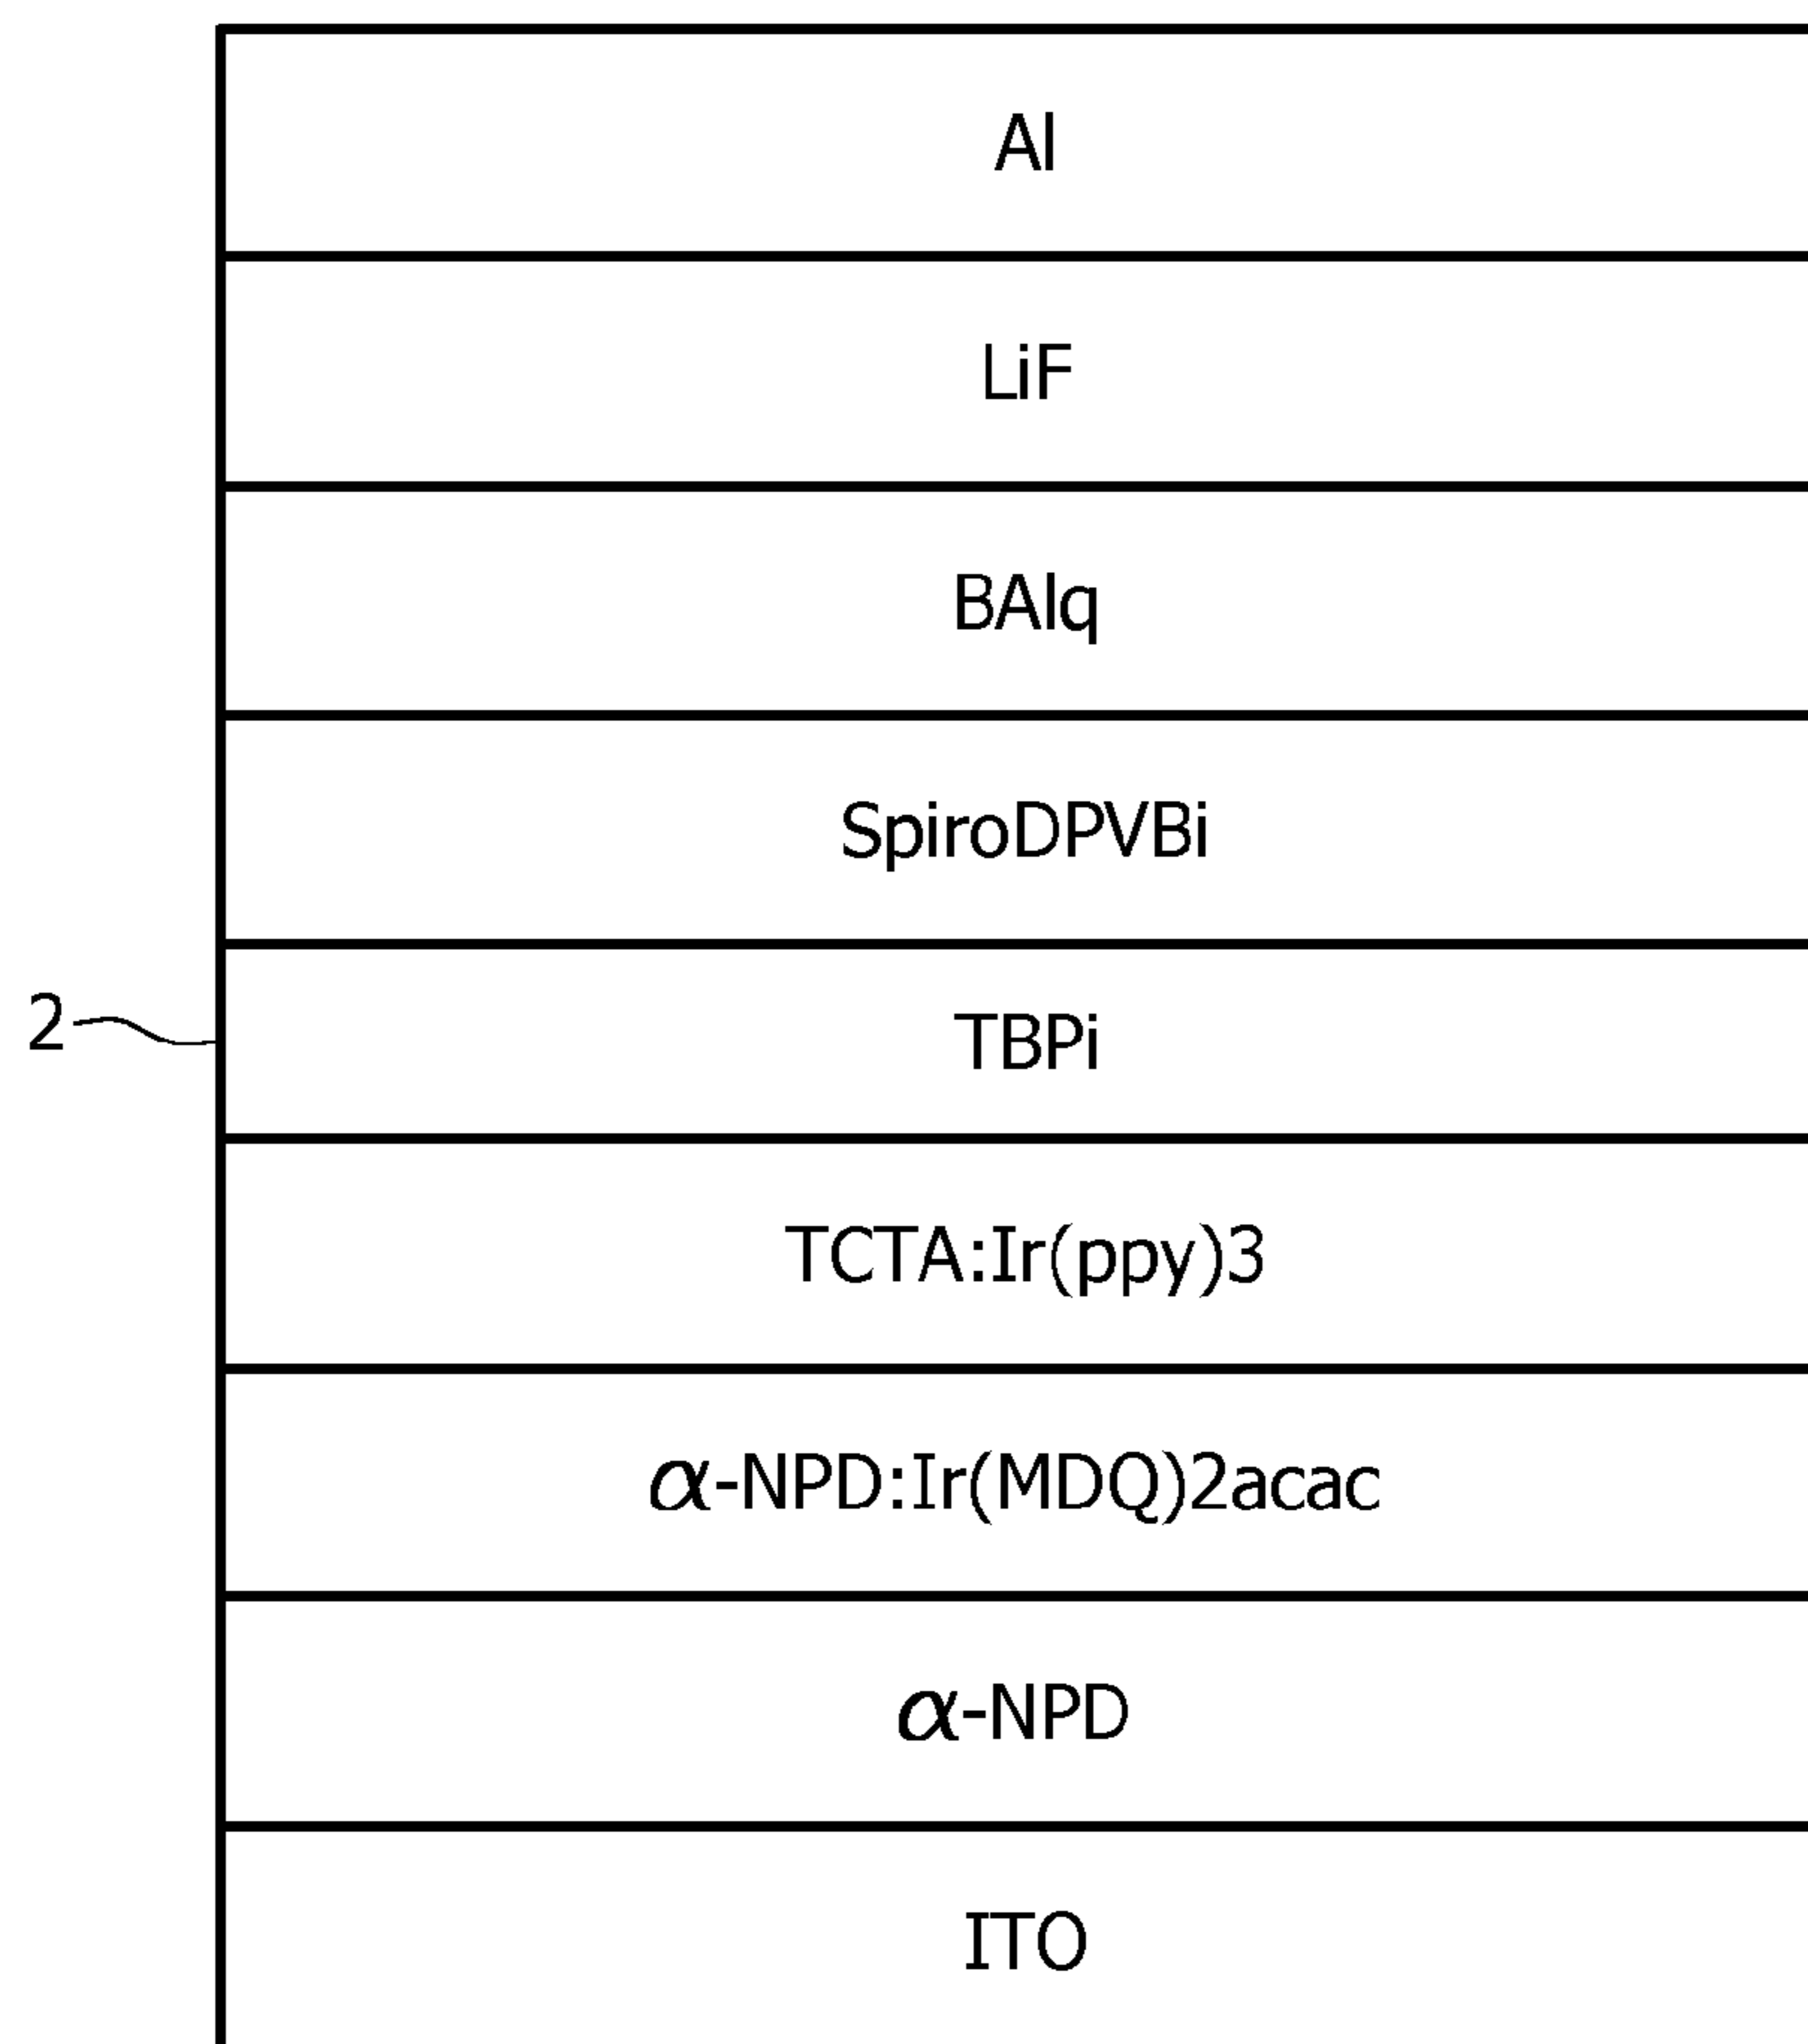 Al
LiF
BAlq
SpiroDPVBi
2
TBPi
TCTA:Ir(ppy)3
α-NPD:Ir(MDQ)2acac
α-NPD
ITO